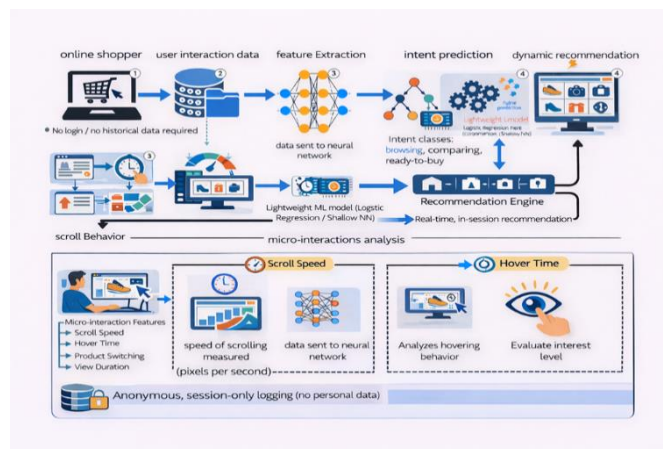 online shopper
user interaction data
feature Extraction
intent prediction
dynamic recommendation
1
2
3
4
4
No login / no historical data required
data sent to neural
network
Intent classes:
browsing, comparing,
ready-to-buy
3
Lightweight ML model (Logstic
Regression / Shallow NN)
Recommendation Engine
Real-time, in-session recommendation
scroll Behavior
micro-interactions analysis
Scroll Speed
Hover Time
Micro-Interaction Features
Scroll Speed
Hover Time
Product Switching
View Duration
speed of scrolling
measured
(pixels per second)
data sent to neural
network
Analyzes hovering
behavior
Evaluate interest
level
Anonymous, session-only logging (no personal data)